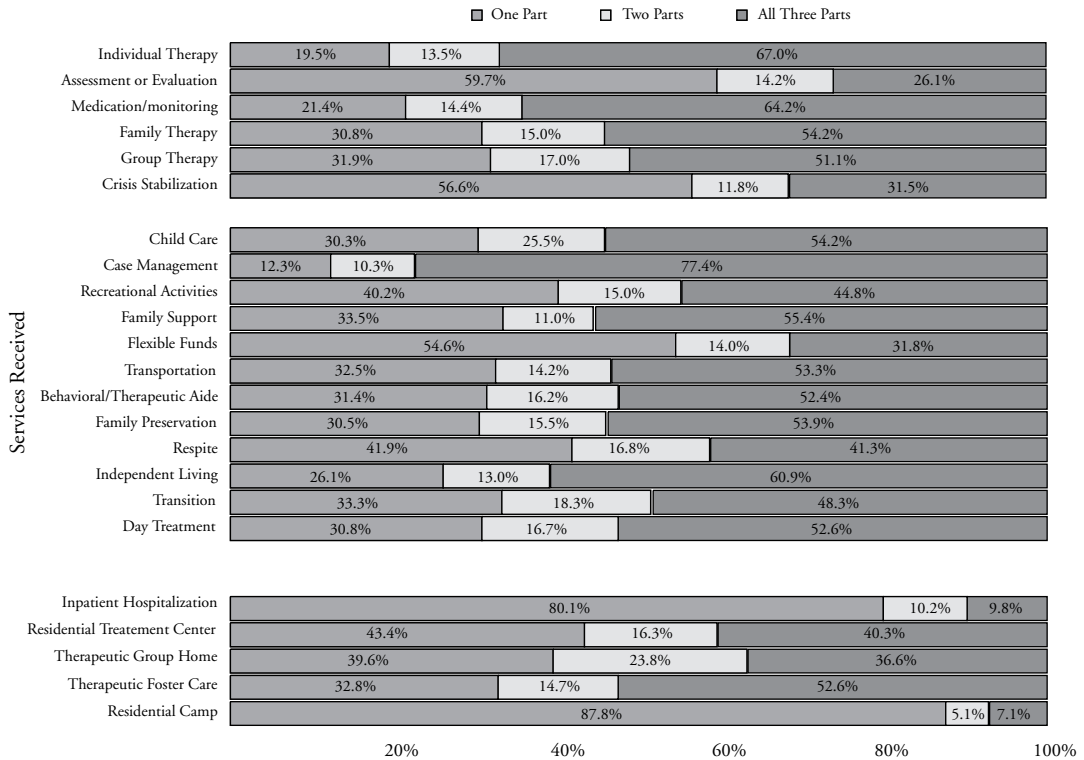 One Part Two Parts All Three Parts
Individual Therapy 19.5% 13.5% 67.0%
Assessment or Evaluation 59.7% 14.2% 26.1%
Medication/monitoring 21.4% 14.4% 64.2%
Family Therapy 30.8% 15.0% 54.2%
Group Therapy 31.9% 17.0% 51.1%
Crisis Stabilization 56.6% 11.8% 31.5%
Child Care 30.3% 25.5% 54.2%
Case Management 12.3% 10.3% 77.4%
Recreational Activities 40.2% 15.0% 44.8%
Family Support 33.5% 11.0% 55.4%
Flexible Funds 54.6% 14.0% 31.8%
Transportation 32.5% 14.2% 53.3%
Behavioral/Therapeutic Aide 31.4% 16.2% 52.4%
Family Preservation 30.5% 15.5% 53.9%
Respite 41.9% 16.8% 41.3%
Independent Living 26.1% 13.0% 60.9%
Transition 33.3% 18.3% 48.3%
Day Treatment 30.8% 16.7% 52.6%
Services Received
Inpatient Hospitalization 80.1% 10.2% 9.8%
Residential Treatement Center 43.4% 16.3% 40.3%
Therapeutic Group Home 39.6% 23.8% 36.6%
Therapeutic Foster Care 32.8% 14.7% 52.6%
Residential Camp 87.8% 5.1% 7.1%
20% 40% 60% 80% 100%